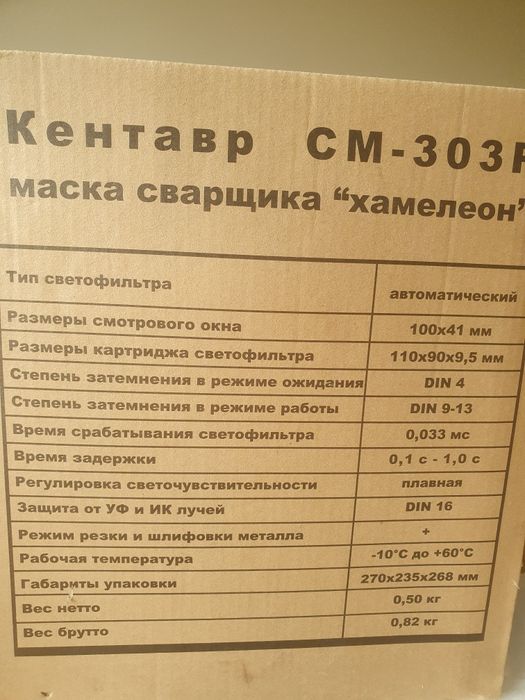 Кентавр СМ-303
маска сварщика “хамелеон”
Тип светофильтра автоматический
Размеры смотрового окна 100х41 мм
Размеры картриджа светофильтра 110х90х9,5 мм
Степень затемнения в режиме ожидания DIN 4
Степень затемнения в режиме работы DIN 9-13
Время срабатывания светофильтра 0,033 мс
Время задержки 0,1 с - 1,0 с
Регулировка светочувствительности плавная
Защита от УФ и ИК лучей DIN 16
Режим резки и шлифовки металла +
Рабочая температура -10°С до +60°С
Габариты упаковки 270х235х268 мм
Вес нетто 0,50 кг
Вес брутто 0,82 кг